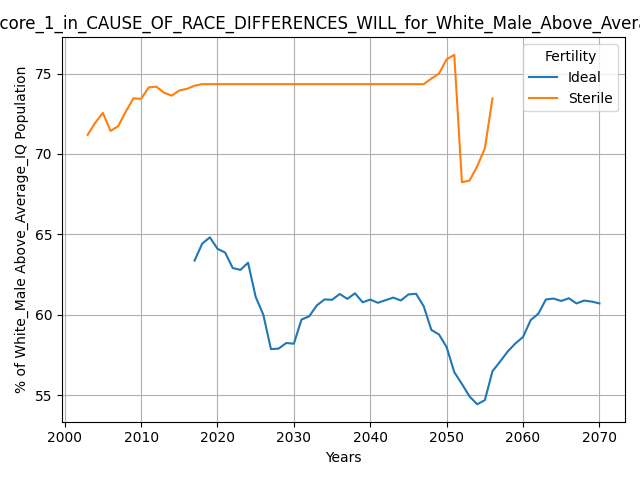 core_1_in_CAUSE_OF_RACE_DIFFERENCES_WILL_for_White_Male_Above_Avera
Fertility
Ideal
Sterile
% of White_Male Above_Average_IQ Population
75
70
65
60
55
2000 2010 2020 2030 2040 2050 2060 2070
Years